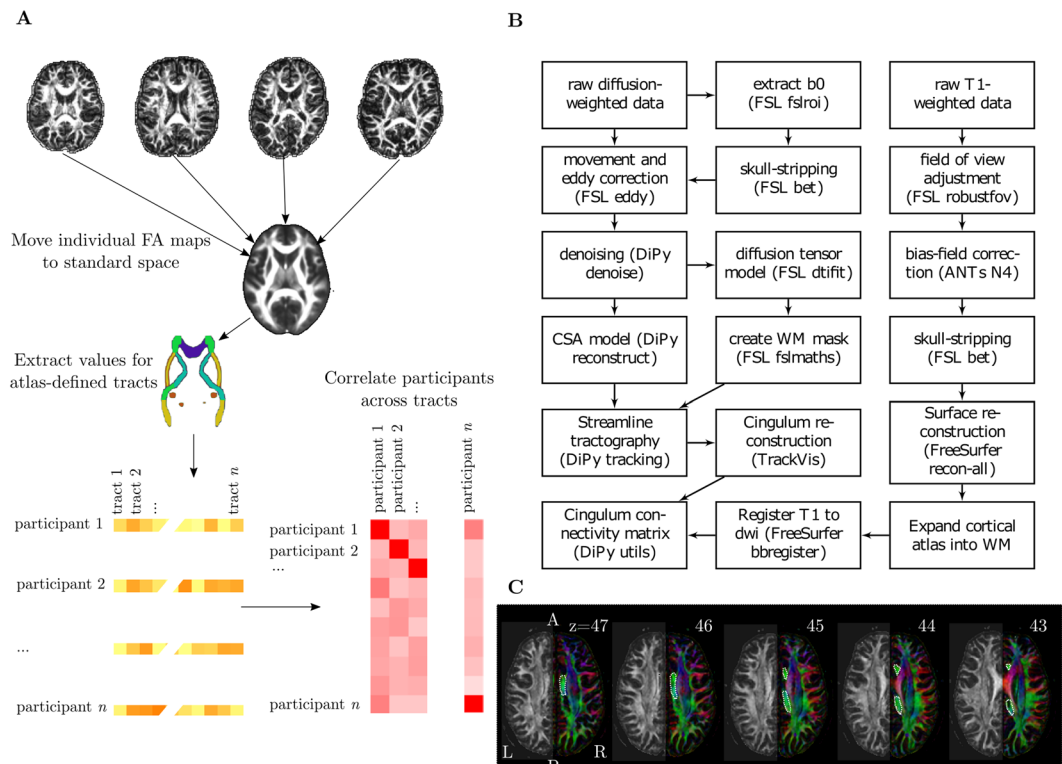 A
Move individual FA maps
to standard space
Extract values for
atlas-defined tracts
Correlate participants
across tracts
tract 1
tract 2
...
tract n
participant 1
participant 2
...
participant n
participant 1
participant 2
...
participant n
participant 1
participant 2
...
participant n
B
raw diffusion-
weighted data
extract b0
(FSL fslroi)
raw T1-
weighted data
movement and
eddy correction
(FSL eddy)
skull-stripping
(FSL bet)
field of view
adjustment
(FSL robustfov)
denoising (DiPy
denoise)
diffusion tensor
model (FSL dtifit)
bias-field correc-
tion (ANTs N4)
CSA model (DiPy
reconstruct)
create WM mask
(FSL fslmaths)
skull-stripping
(FSL bet)
Streamline
tractography
(DiPy tracking)
Cingulum re-
construction
(TrackVis)
Surface re-
construction
(FreeSurfer
recon-all)
Cingulum con-
nectivity matrix
(DiPy utils)
Register T1 to
dwi (FreeSurfer
bbregister)
Expand cortical
atlas into WM
C
A
z=47
46
45
44
43
L
R